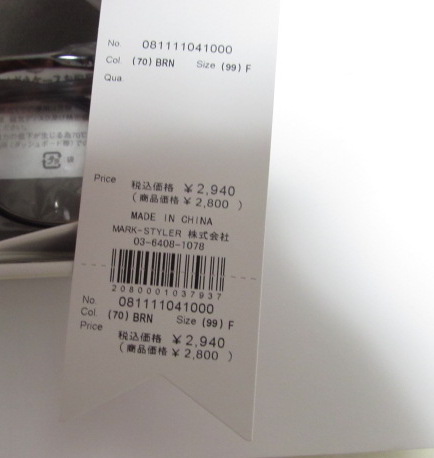 No. 081111041000
Col. (70) BRN Size (99) F
Qua
Price 税込価格 ¥2,940
(商品価格 ¥2,800 )
MADE IN CHINA
MARK-STYLER 株式会社
03-6408-1078
2080001037937
No. 081111041000
Col. (70) BRN Size (99) F
Price 税込価格 ¥2,940
(商品価格 ¥2,800 )